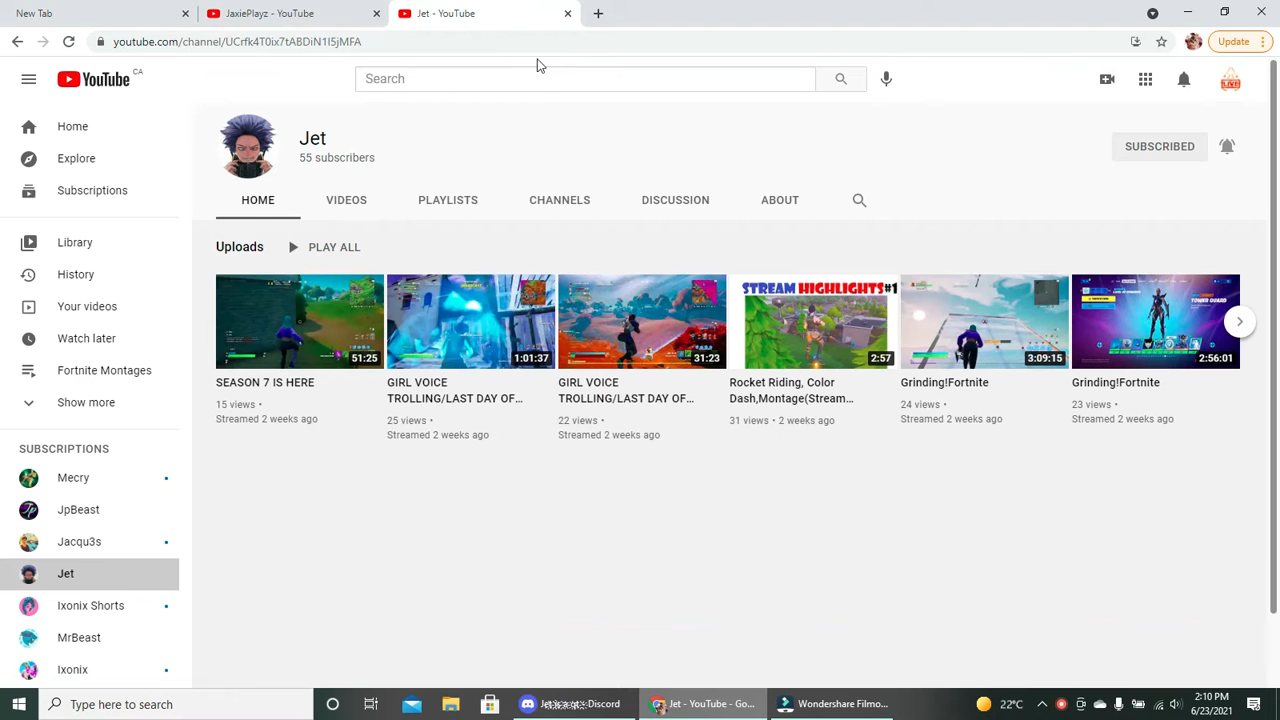 New Tab
JaxiePlayz - YouTube
Jet - YouTube
youtube.com/channel/UCrfk4T0ix7tABDiN1I5jMFA
Update
YouTube CA
Search
LIVE
Jet
55 subscribers
SUBSCRIBED
HOME VIDEOS PLAYLISTS CHANNELS DISCUSSION ABOUT
Uploads PLAY ALL
51:25
1:01:37
31:23
STREAM HIGHLIGHTS#1
2:57
3:09:15
TOWER GUARD
2:56:01
SEASON 7 IS HERE
15 views •
Streamed 2 weeks ago
GIRL VOICE
TROLLING/LAST DAY OF...
25 views •
Streamed 2 weeks ago
GIRL VOICE
TROLLING/LAST DAY OF...
22 views •
Streamed 2 weeks ago
Rocket Riding, Color
Dash,Montage(Stream...
31 views • 2 weeks ago
Grinding!Fortnite
24 views •
Streamed 2 weeks ago
Grinding!Fortnite
23 views •
Streamed 2 weeks ago
Home
Explore
Subscriptions
Library
History
Your videos
Watch later
Fortnite Montages
Show more
SUBSCRIPTIONS
Mecry
JpBeast
Jacqu3s
Jet
Ixonix Shorts
MrBeast
Ixonix
Type here to search
Discord
Jet - YouTube - Go...
Wondershare Filmo...
22°C
2:10 PM
6/23/2021